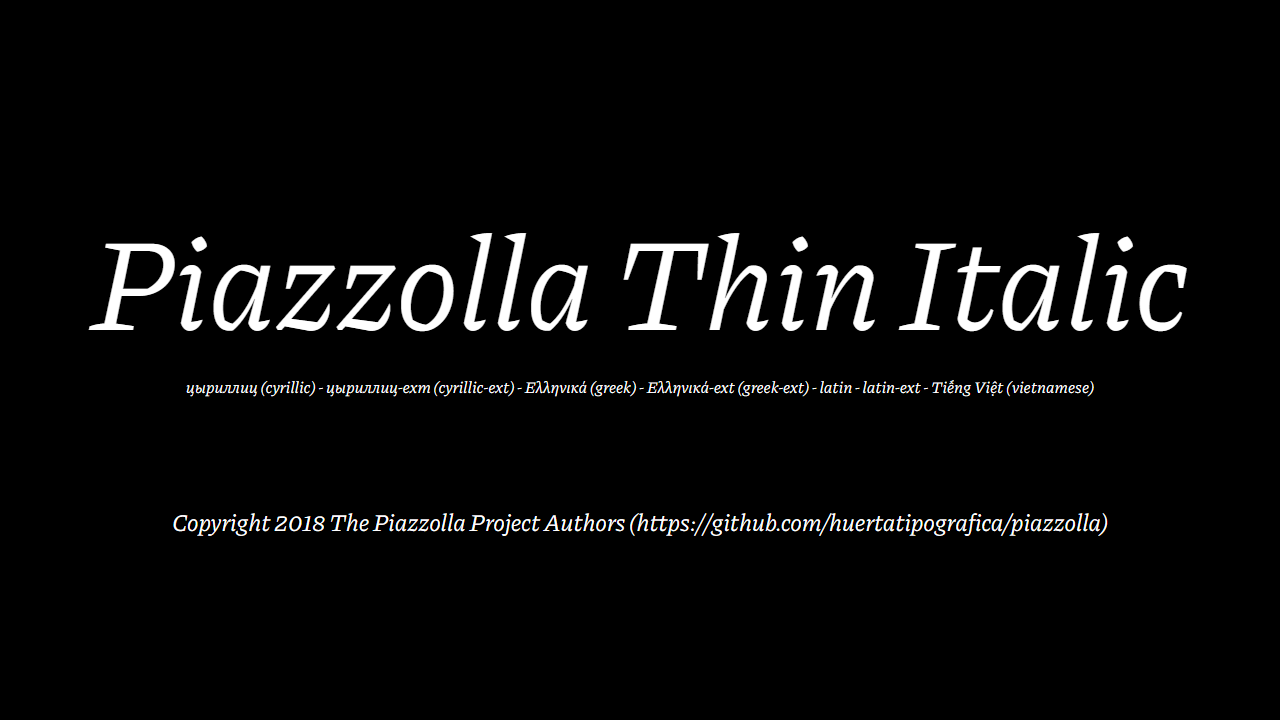 Piazzolla Thin Italic
цыриллиц (cyrillic) - цыриллиц-ext (cyrillic-ext) - Ελληνικά (greek) - Ελληνικά-ext (greek-ext) - latin - latin-ext - Tiếng Việt (vietnamese)
Copyright 2018 The Piazzolla Project Authors (https://github.com/huertatipografica/piazzolla)